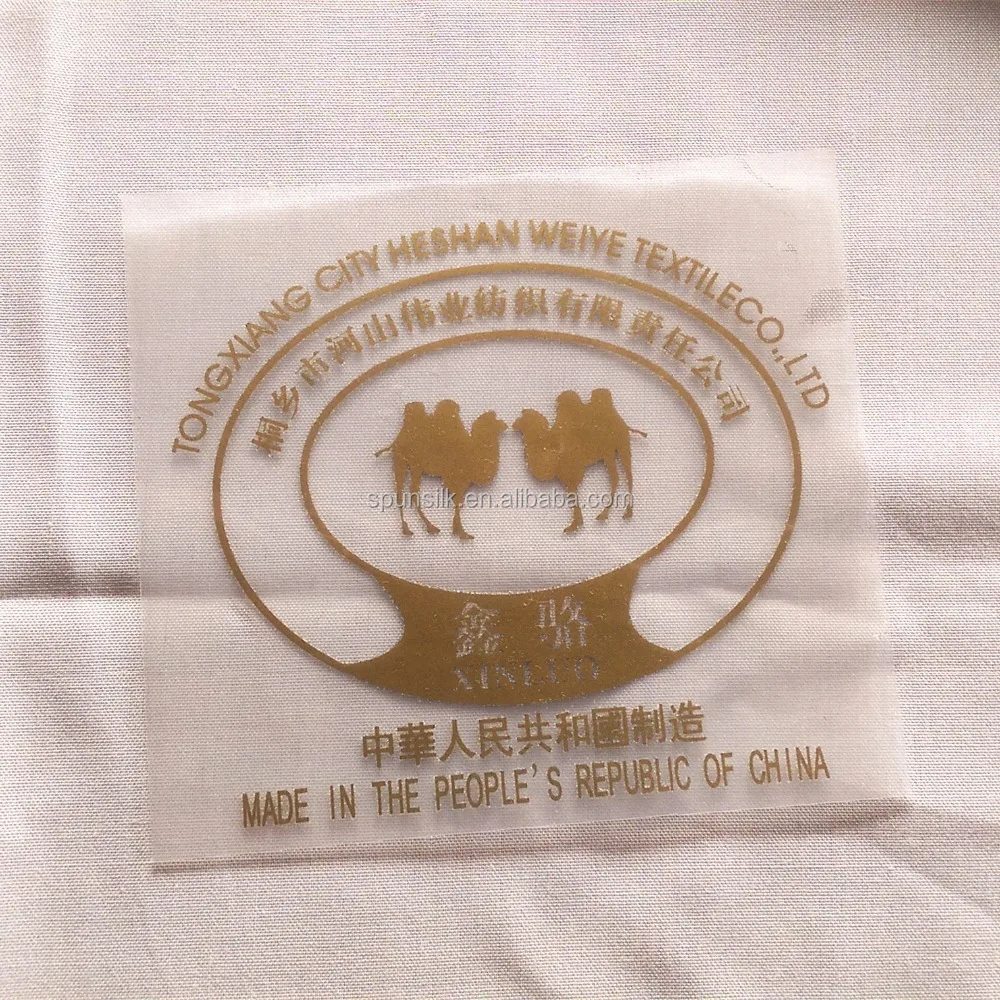 TONGXIANG CITY HESHAN WEIYE TEXTILECO.,LTD
桐乡市河山伟业纺织有限责任公司
spunsilk.en.alibaba.com
鑫骆
XINLUO
中華人民共和國制造
MADE IN THE PEOPLE'S REPUBLIC OF CHINA